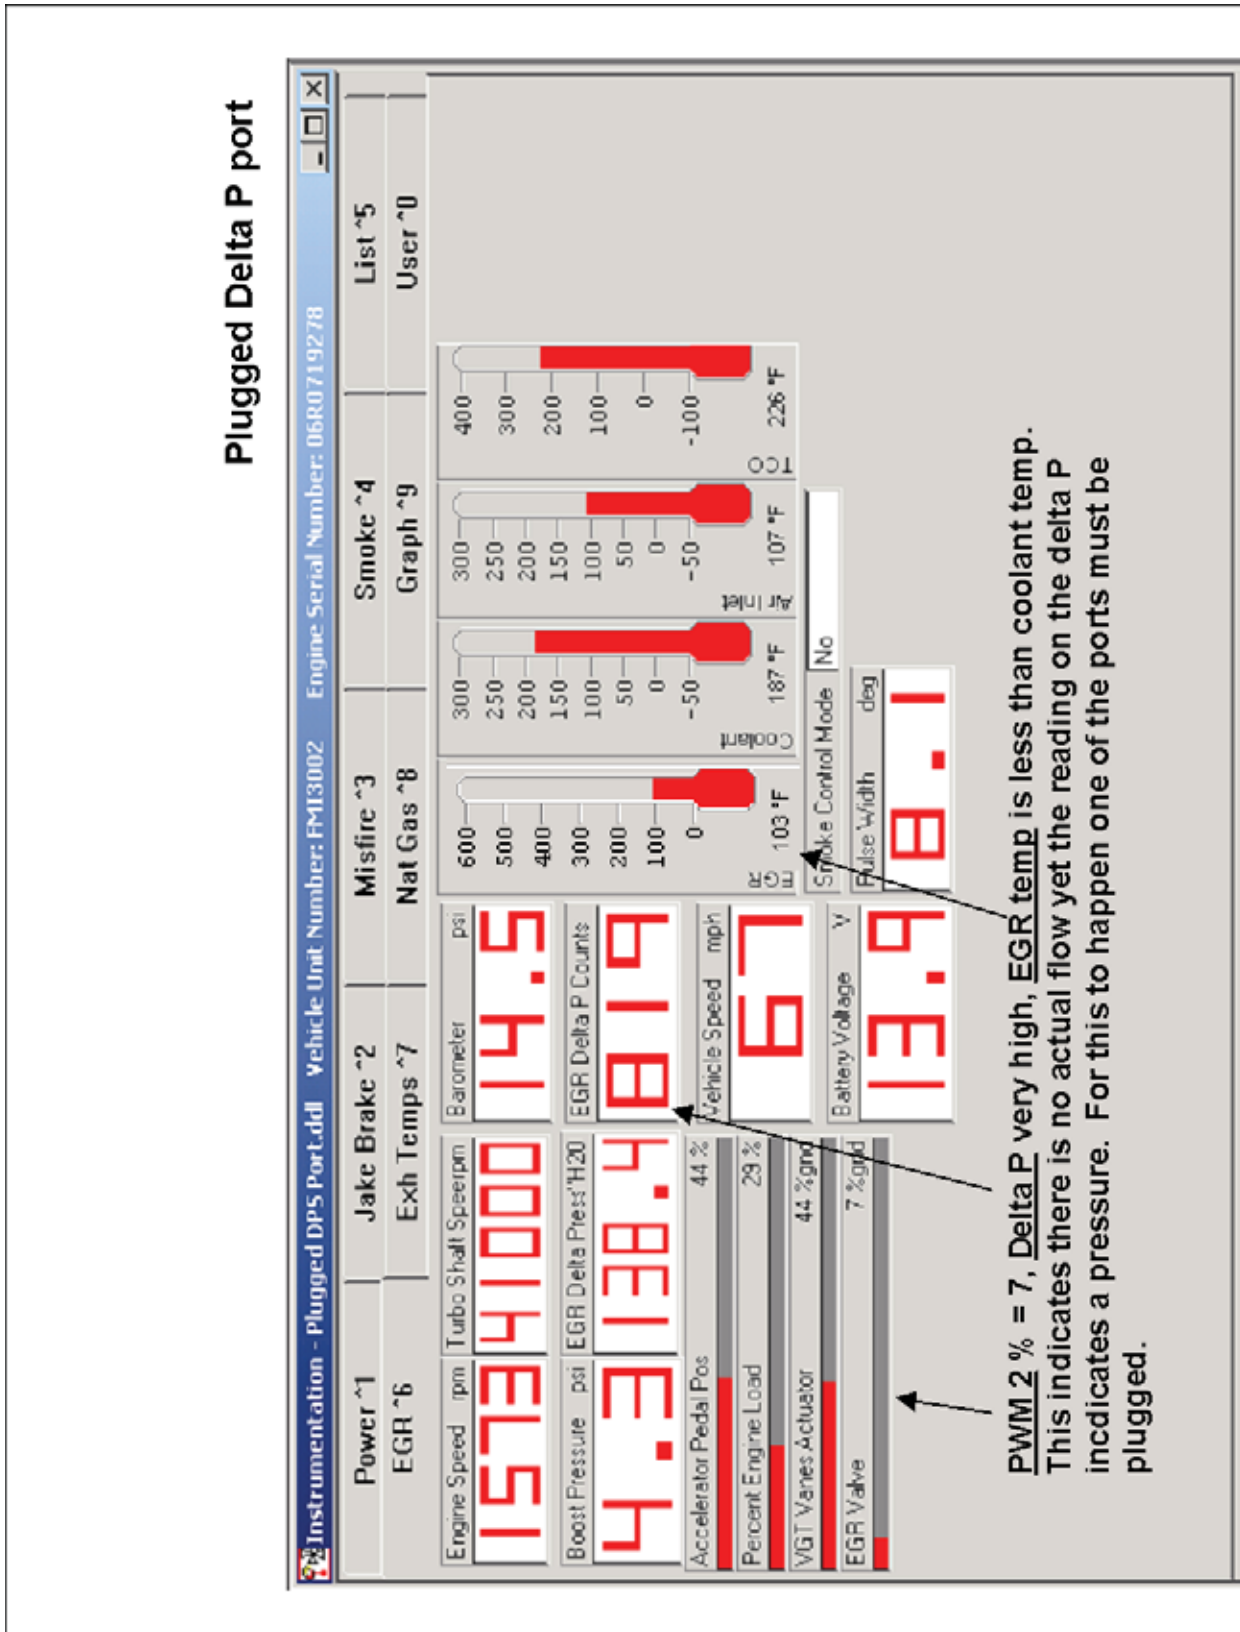 Plugged Delta P port
Instrumentation - Plugged DPS Port.ddl Vehicle Unit Number: FMI3002 Engine Serial Number: 06R0719278
Power ^1 Jake Brake ^2 Misfire ^3 Smoke ^4 List ^5
EGR ^6 Exh Temps ^7 Nat Gas ^8 Graph ^9 User ^0
Engine Speed rpm
1573
Turbo Shaft Speerpm
41000
Barometer psi
14.5
Boost Pressure psi
4.3
EGR Delta Press"H20
138.4
EGR Delta P Counts
819
Accelerator Pedal Pos 44 %
Percent Engine Load 29 %
VGT Vanes Actuator 44 %gnd
EGR Valve 7 %gnd
Vehicle Speed mph
67
Battery Voltage V
13.9
EGR
600
500
400
300
200
100
0
103 °F
Coolant
300
250
200
150
100
50
0
-50
187 °F
Air Inlet
300
250
200
150
100
50
0
-50
107 °F
TCO
400
300
200
100
0
-100
226 °F
Smoke Control Mode No
Pulse Width deg
8.1
PWM 2 % = 7, Delta P very high, EGR temp is less than coolant temp.
This indicates there is no actual flow yet the reading on the delta P
incdicates a pressure. For this to happen one of the ports must be
plugged.